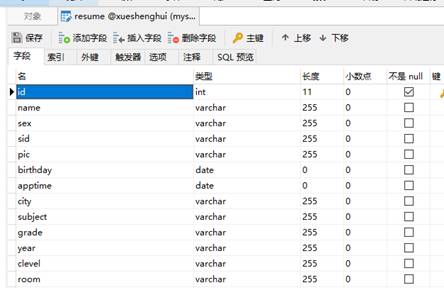 对象 resume @xueshenghui (mys...
保存 添加字段 插入字段 删除字段 主键 上移 下移
字段 索引 外键 触发器 选项 注释 SQL 预览
名 类型 长度 小数点 不是 null 键
id int 11 0
name varchar 255 0
sex varchar 255 0
sid varchar 255 0
pic varchar 255 0
birthday date 0 0
apptime date 0 0
city varchar 255 0
subject varchar 255 0
grade varchar 255 0
year varchar 255 0
clevel varchar 255 0
room varchar 255 0